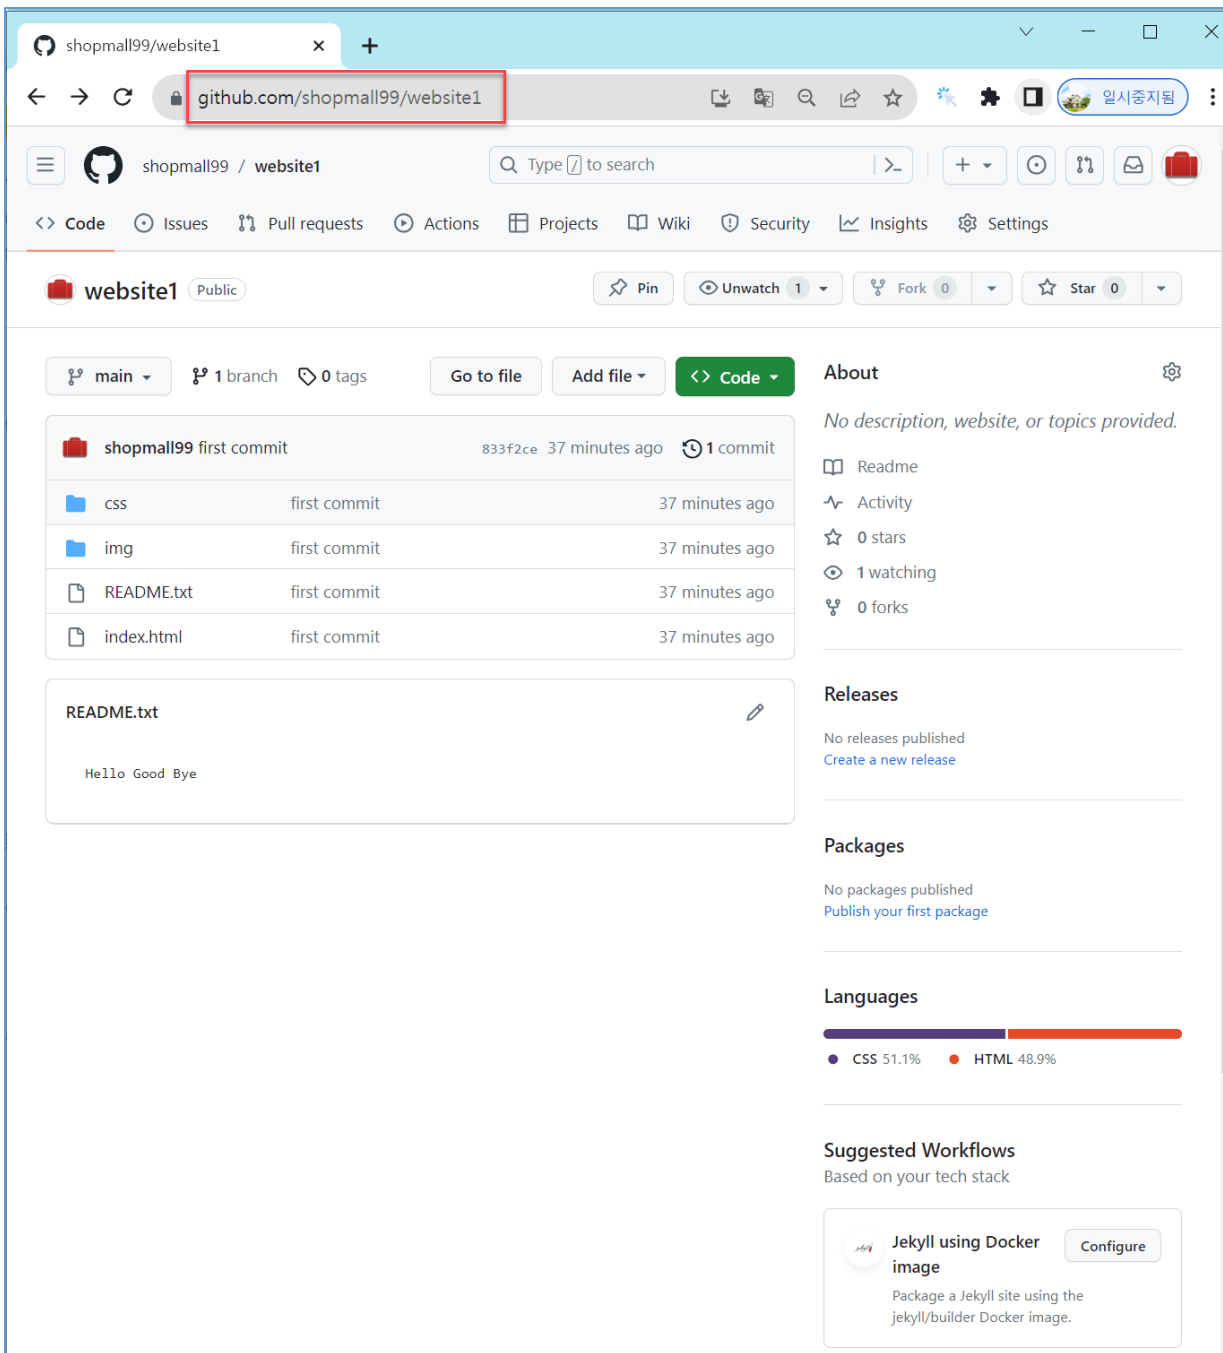 shopmall99/website1
github.com/shopmall99/website1
일시중지됨
shopmall99 / website1
Type / to search
Code Issues Pull requests Actions Projects Wiki Security Insights Settings
website1 Public
Pin Unwatch 1 Fork 0 Star 0
main 1 branch 0 tags Go to file Add file Code
shopmall99 first commit 833f2ce 37 minutes ago 1 commit
css first commit 37 minutes ago
img first commit 37 minutes ago
README.txt first commit 37 minutes ago
index.html first commit 37 minutes ago
README.txt
Hello Good Bye
About
No description, website, or topics provided.
Readme
Activity
0 stars
1 watching
0 forks
Releases
No releases published
Create a new release
Packages
No packages published
Publish your first package
Languages
CSS 51.1% HTML 48.9%
Suggested Workflows
Based on your tech stack
Jekyll using Docker
image
Configure
Package a Jekyll site using the
jekyll/builder Docker image.